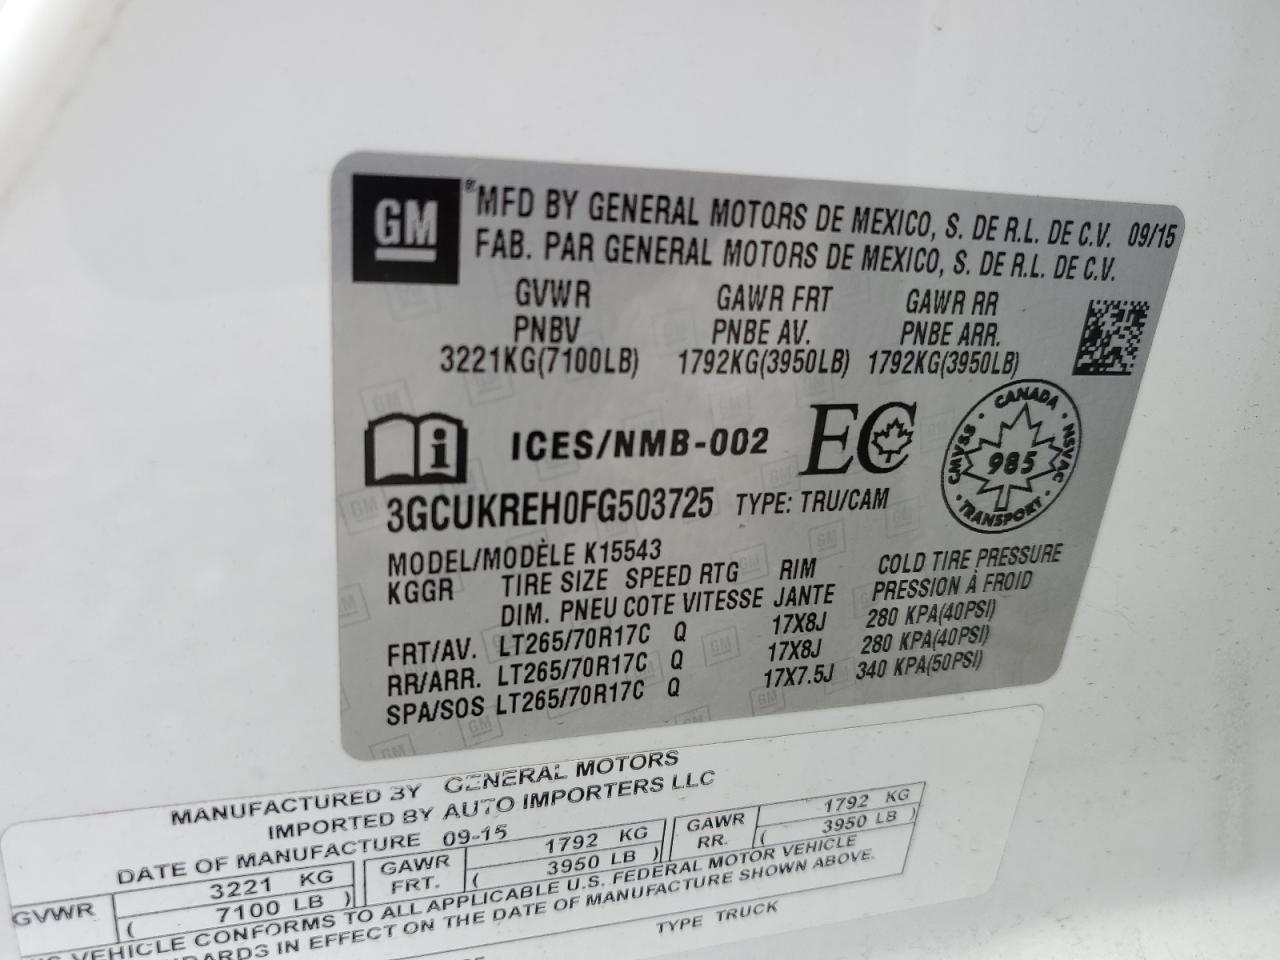 GM
® MFD BY GENERAL MOTORS DE MEXICO, S. DE R.L. DE C.V. 09/15
FAB. PAR GENERAL MOTORS DE MEXICO, S. DE R.L. DE C.V.
GVWR GAWR FRT GAWR RR
PNBV PNBE AV. PNBE ARR.
3221KG(7100LB) 1792KG(3950LB) 1792KG(3950LB)
i ICES/NMB-002 EC
CANADA
CMVSS 985 NSVAC
TRANSPORT
3GCUKREH0FG503725 TYPE: TRU/CAM
MODEL/MODÈLE K15543
KGGR TIRE SIZE SPEED RTG RIM COLD TIRE PRESSURE
DIM. PNEU COTE VITESSE JANTE PRESSION À FROID
FRT/AV. LT265/70R17C Q 17X8J 280 KPA(40PSI)
RR/ARR. LT265/70R17C Q 17X8J 280 KPA(40PSI)
SPA/SOS LT265/70R17C Q 17X7.5J 340 KPA(50PSI)
MANUFACTURED BY GENERAL MOTORS
IMPORTED BY AUTO IMPORTERS LLC
DATE OF MANUFACTURE 09-15
GVWR 3221 KG GAWR FRT. 1792 KG GAWR RR. 1792 KG
( 7100 LB ) ( 3950 LB ) ( 3950 LB )
VEHICLE CONFORMS TO ALL APPLICABLE U.S. FEDERAL MOTOR VEHICLE
IN EFFECT ON THE DATE OF MANUFACTURE SHOWN ABOVE.
TYPE TRUCK